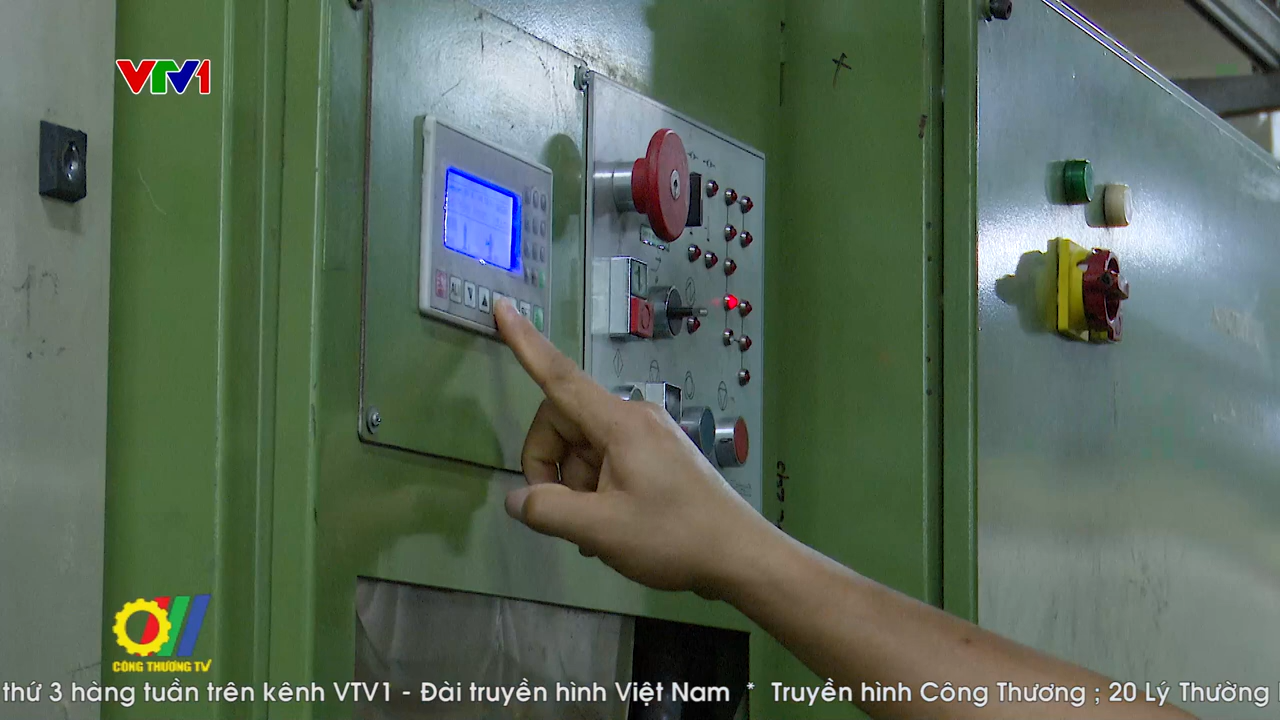 VTV1
CÔNG THƯƠNG TV
thứ 3 hàng tuần trên kênh VTV1 - Đài truyền hình Việt Nam * Truyền hình Công Thương ; 20 Lý Thường